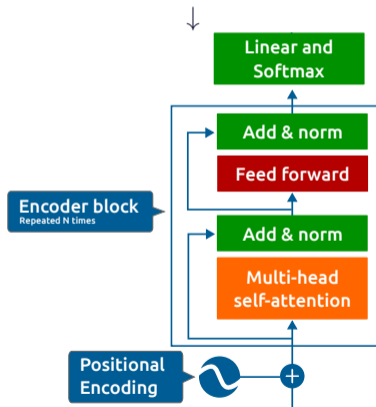 Linear and
Softmax
Add & norm
Feed forward
Encoder block
Repeated N times
Add & norm
Multi-head
self-attention
Positional
Encoding
+